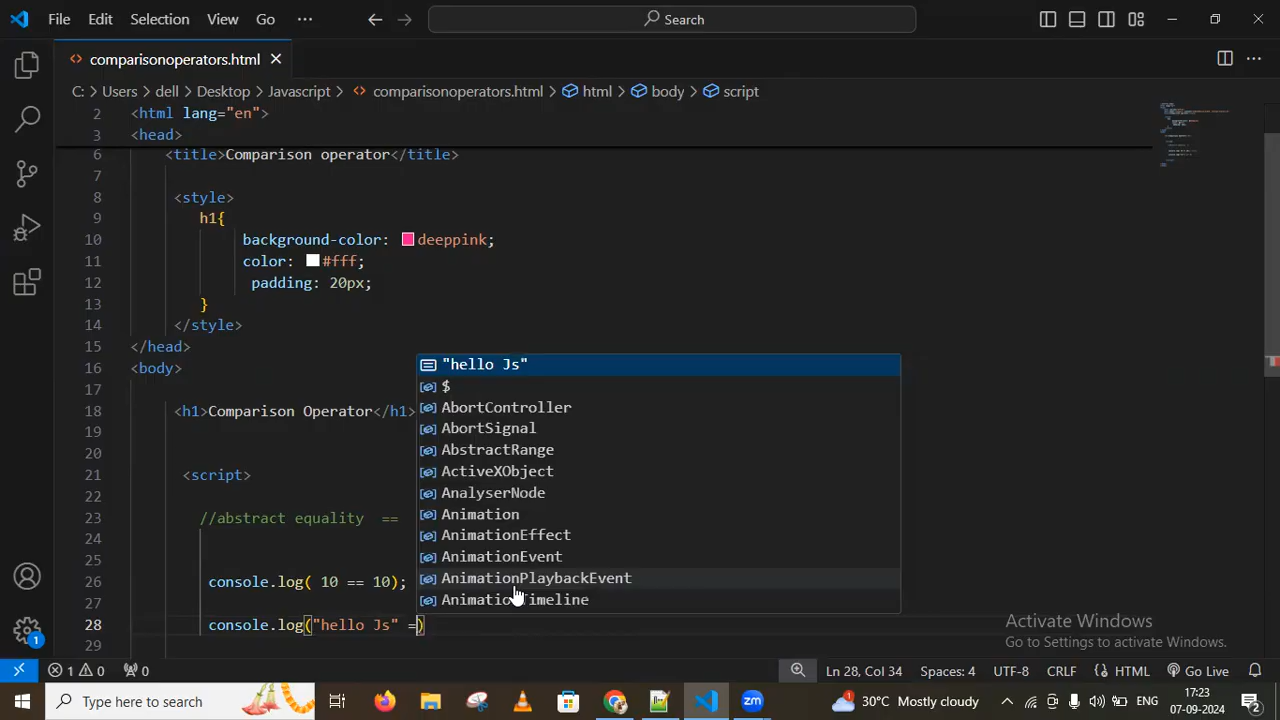 File Edit Selection View Go ··· Search
comparisonoperators.html
C: > Users > dell > Desktop > Javascript > comparisonoperators.html > html > body > script
2 <html lang="en">
3 <head>
6 <title>Comparison operator</title>
7
8 <style>
9 h1{
10 background-color: deeppink;
11 color: #fff;
12 padding: 20px;
13 }
14 </style>
15 </head>
16 <body>
17
18 <h1>Comparison Operator</h1>
19
20
21 <script>
22
23 //abstract equality ==
24
25
26 console.log( 10 == 10);
27
28 console.log("hello Js" =)
29
"hello Js"
$
AbortController
AbortSignal
AbstractRange
ActiveXObject
AnalyserNode
Animation
AnimationEffect
AnimationEvent
AnimationPlaybackEvent
AnimationTimeline
Activate Windows
Go to Settings to activate Windows.
1
1 0 0 Ln 28, Col 34 Spaces: 4 UTF-8 CRLF HTML Go Live
Type here to search 1 30°C Mostly cloudy ENG 17:23
07-09-2024 2